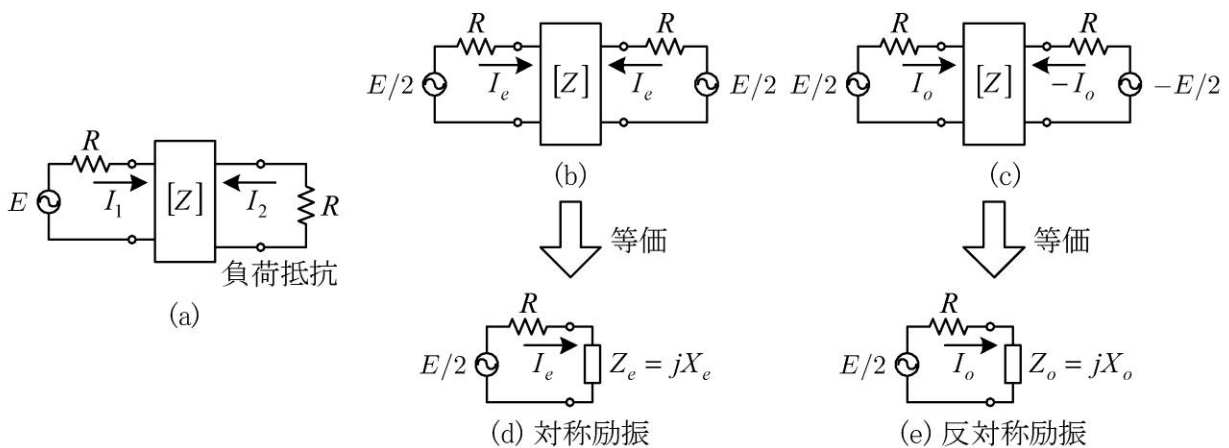 R
E
I_1
[Z]
I_2
R
負荷抵抗
(a)
R
R
E/2
I_e
[Z]
I_e
E/2
(b)
等価
R
E/2
I_e
Z_e = jX_e
(d) 対称励振
R
R
E/2
I_o
[Z]
−I_o
−E/2
(c)
等価
R
E/2
I_o
Z_o = jX_o
(e) 反対称励振